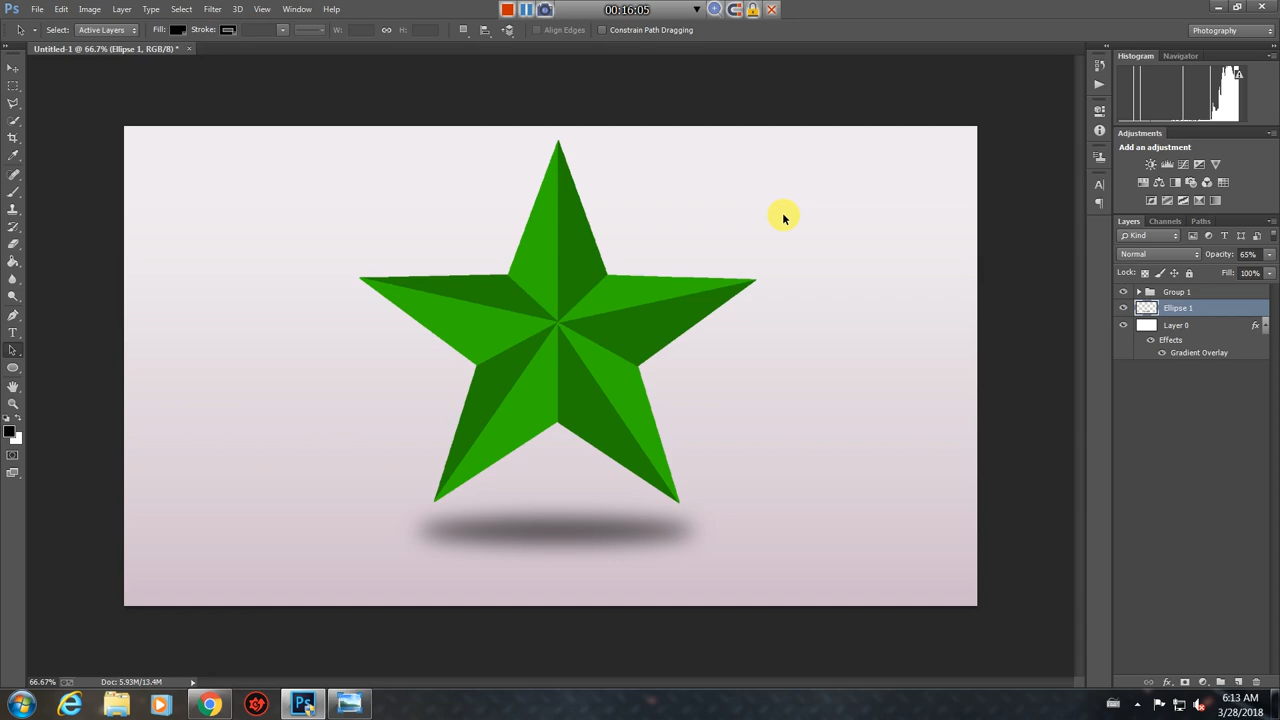 Ps File Edit Image Layer Type Select Filter 3D View Window Help
00:16:05
Select: Active Layers Fill: Stroke: W: H: Align Edges Constrain Path Dragging Photography
Untitled-1 @ 66.7% (Ellipse 1, RGB/8) * ×
Histogram Navigator
Adjustments
Add an adjustment
Layers Channels Paths
Kind
Normal Opacity: 65%
Lock: Fill: 100%
Group 1
Ellipse 1
Layer 0 fx
Effects
Gradient Overlay
66.67% Doc: 5.93M/13.4M
Ps
6:13 AM
3/28/2018